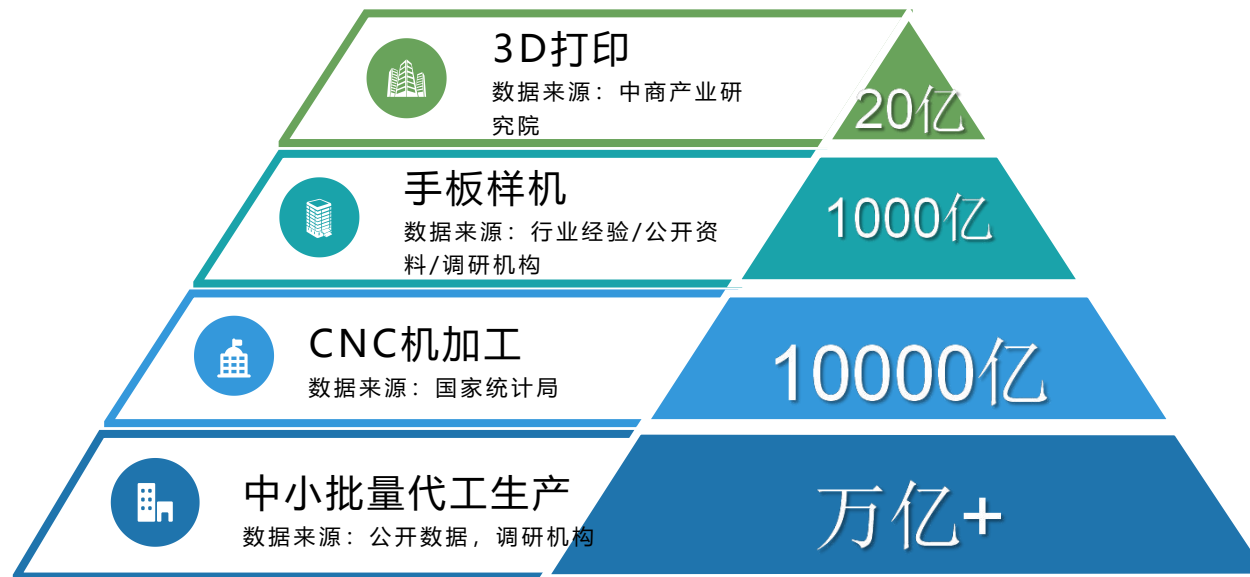 3D打印
数据来源：中商产业研
究院
20亿
手板样机
数据来源：行业经验/公开资
料/调研机构
1000亿
CNC机加工
数据来源：国家统计局
10000亿
中小批量代工生产
数据来源：公开数据，调研机构
万亿+